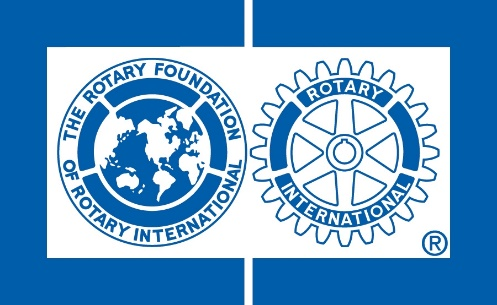 THE ROTARY FOUNDATION
OF ROTARY INTERNATIONAL
ROTARY
INTERNATIONAL
®